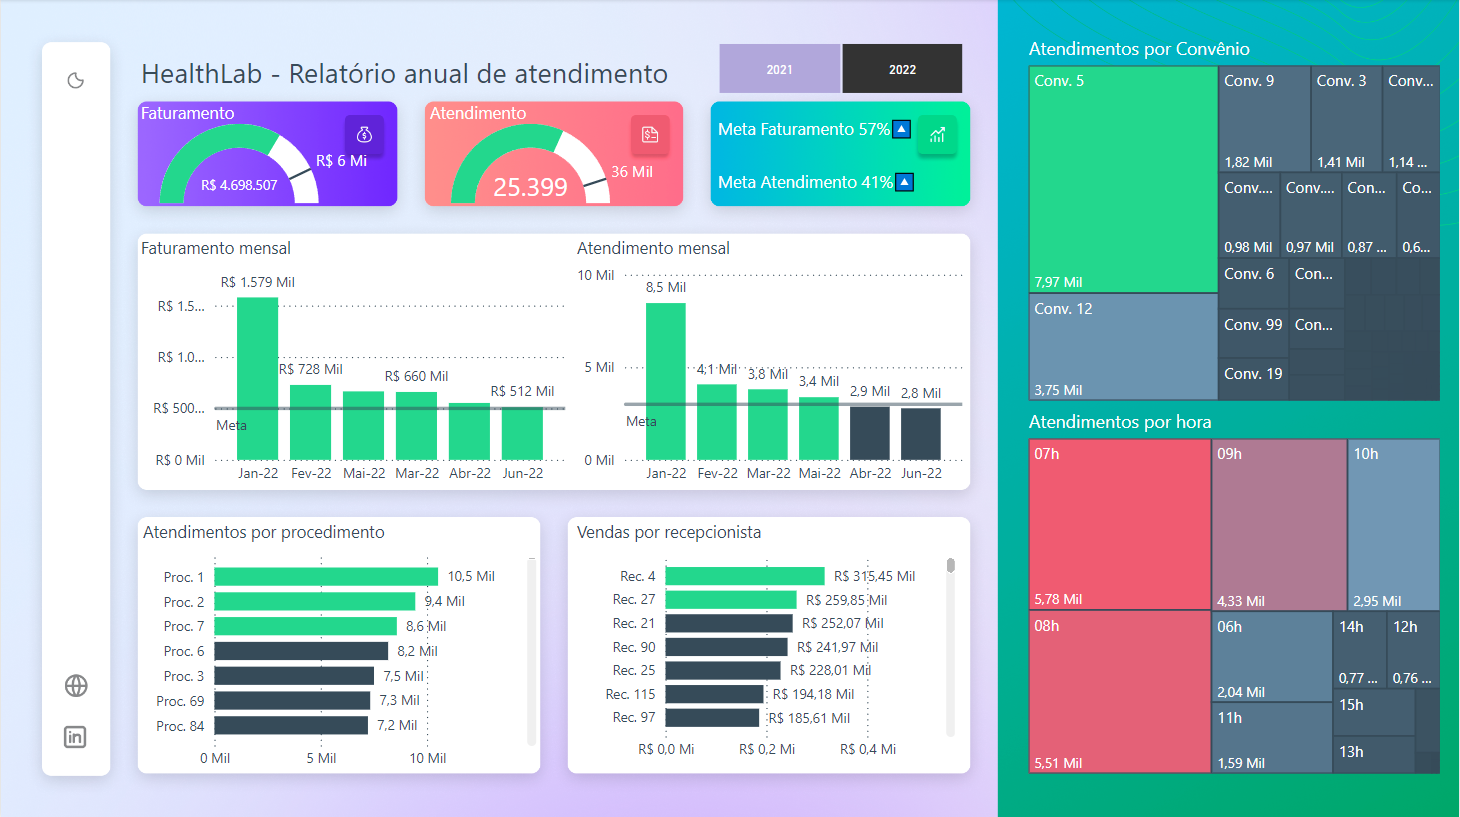 HealthLab - Relatório anual de atendimento
2021
2022
Faturamento
R$ 6 Mi
R$ 4.698.507
Atendimento
36 Mil
25.399
Meta Faturamento 57%
Meta Atendimento 41%
Faturamento mensal
R$ 1.579 Mil
R$ 1.5...
R$ 1.0...
R$ 728 Mil
R$ 660 Mil
R$ 512 Mil
R$ 500...
Meta
R$ 0 Mil
Jan-22 Fev-22 Mai-22 Mar-22 Abr-22 Jun-22
Atendimento mensal
10 Mil
8,5 Mil
5 Mil
4,1 Mil
3,8 Mil
3,4 Mil
2,9 Mil
2,8 Mil
Meta
0 Mil
Jan-22 Fev-22 Mar-22 Mai-22 Abr-22 Jun-22
Atendimentos por procedimento
Proc. 1 10,5 Mil
Proc. 2 9,4 Mil
Proc. 7 8,6 Mil
Proc. 6 8,2 Mil
Proc. 3 7,5 Mil
Proc. 69 7,3 Mil
Proc. 84 7,2 Mil
0 Mil 5 Mil 10 Mil
Vendas por recepcionista
Rec. 4 R$ 315,45 Mil
Rec. 27 R$ 259,85 Mil
Rec. 21 R$ 252,07 Mil
Rec. 90 R$ 241,97 Mil
Rec. 25 R$ 228,01 Mil
Rec. 115 R$ 194,18 Mil
Rec. 97 R$ 185,61 Mil
R$ 0,0 Mi R$ 0,2 Mi R$ 0,4 Mi
in
Atendimentos por Convênio
Conv. 5
7,97 Mil
Conv. 12
3,75 Mil
Conv. 9
1,82 Mil
Conv. 3
1,41 Mil
Conv...
1,14 ...
Conv....
0,98 Mil
Conv....
0,97 Mil
Conv...
0,87 ...
Co...
0,6...
Conv. 6
Con...
Conv. 99
Con...
Conv. 19
Atendimentos por hora
07h
5,78 Mil
08h
5,51 Mil
09h
4,33 Mil
10h
2,95 Mil
06h
2,04 Mil
11h
1,59 Mil
14h
0,77 ...
12h
0,76 ...
15h
13h